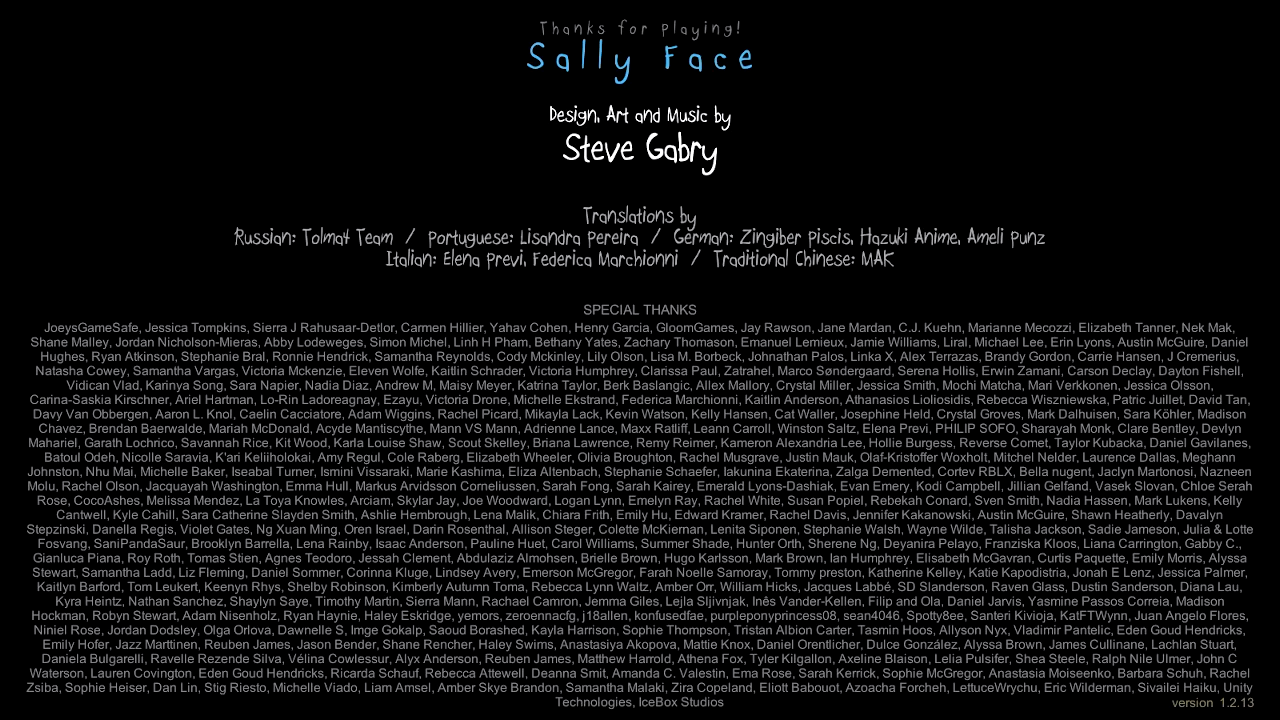 Thanks for playing!
Sally Face
Design, Art and Music by
Steve Gabry
Translations by
Russian: Tolma4 Team / Portuguese: Lisandra Pereira / German: Zingiber Piscis, Hazuki Anime, Ameli Punz
Italian: Elena Previ, Federica Marchionni / Traditional Chinese: MAK
SPECIAL THANKS
JoeysGameSafe, Jessica Tompkins, Sierra J Rahusaar-Detlor, Carmen Hillier, Yahav Cohen, Henry Garcia, GloomGames, Jay Rawson, Jane Mardan, C.J. Kuehn, Marianne Mecozzi, Elizabeth Tanner, Nek Mak,
Shane Malley, Jordan Nicholson-Mieras, Abby Lodeweges, Simon Michel, Linh H Pham, Bethany Yates, Zachary Thomason, Emanuel Lemieux, Jamie Williams, Liral, Michael Lee, Erin Lyons, Austin McGuire, Daniel
Hughes, Ryan Atkinson, Stephanie Bral, Ronnie Hendrick, Samantha Reynolds, Cody Mckinley, Lily Olson, Lisa M. Borbeck, Johnathan Palos, Linka X, Alex Terrazas, Brandy Gordon, Carrie Hansen, J Cremerius,
Natasha Cowey, Samantha Vargas, Victoria Mckenzie, Eleven Wolfe, Kaitlin Schrader, Victoria Humphrey, Clarissa Paul, Zatrahel, Marco Søndergaard, Serena Hollis, Erwin Zamani, Carson Declay, Dayton Fishell,
Vidican Vlad, Karinya Song, Sara Napier, Nadia Diaz, Andrew M, Maisy Meyer, Katrina Taylor, Berk Baslangic, Allex Mallory, Crystal Miller, Jessica Smith, Mochi Matcha, Mari Verkkonen, Jessica Olsson,
Carina-Saskia Kirschner, Ariel Hartman, Lo-Rin Ladoreagnay, Ezayu, Victoria Drone, Michelle Ekstrand, Federica Marchionni, Kaitlin Anderson, Athanasios Lioliosidis, Rebecca Wiszniewska, Patric Juillet, David Tan,
Davy Van Obbergen, Aaron L. Knol, Caelin Cacciatore, Adam Wiggins, Rachel Picard, Mikayla Lack, Kevin Watson, Kelly Hansen, Cat Waller, Josephine Held, Crystal Groves, Mark Dalhuisen, Sara Köhler, Madison
Chavez, Brendan Baerwalde, Mariah McDonald, Acyde Mantiscythe, Mann VS Mann, Adrienne Lance, Maxx Ratliff, Leann Carroll, Winston Saltz, Elena Previ, PHILIP SOFO, Sharayah Monk, Clare Bentley, Devlyn
Mahariel, Garath Lochrico, Savannah Rice, Kit Wood, Karla Louise Shaw, Scout Skelley, Briana Lawrence, Remy Reimer, Kameron Alexandria Lee, Hollie Burgess, Reverse Comet, Taylor Kubacka, Daniel Gavilanes,
Batoul Odeh, Nicolle Saravia, K'ari Keliiholokai, Amy Regul, Cole Raberg, Elizabeth Wheeler, Olivia Broughton, Rachel Musgrave, Justin Mauk, Olaf-Kristoffer Woxholt, Mitchel Nelder, Laurence Dallas, Meghann
Johnston, Nhu Mai, Michelle Baker, Iseabal Turner, Ismini Vissaraki, Marie Kashima, Eliza Altenbach, Stephanie Schaefer, Iakunina Ekaterina, Zalga Demented, Cortev RBLX, Bella nugent, Jaclyn Martonosi, Nazneen
Molu, Rachel Olson, Jacquayah Washington, Emma Hull, Markus Arvidsson Corneliussen, Sarah Fong, Sarah Kairey, Emerald Lyons-Dashiak, Evan Emery, Kodi Campbell, Jillian Gelfand, Vasek Slovan, Chloe Serah
Rose, CocoAshes, Melissa Mendez, La Toya Knowles, Arciam, Skylar Jay, Joe Woodward, Logan Lynn, Emelyn Ray, Rachel White, Susan Popiel, Rebekah Conard, Sven Smith, Nadia Hassen, Mark Lukens, Kelly
Cantwell, Kyle Cahill, Sara Catherine Slayden Smith, Ashlie Hembrough, Lena Malik, Chiara Frith, Emily Hu, Edward Kramer, Rachel Davis, Jennifer Kakanowski, Austin McGuire, Shawn Heatherly, Davalyn
Stepzinski, Danella Regis, Violet Gates, Ng Xuan Ming, Oren Israel, Darin Rosenthal, Allison Steger, Colette McKiernan, Lenita Siponen, Stephanie Walsh, Wayne Wilde, Talisha Jackson, Sadie Jameson, Julia & Lotte
Fosvang, SaniPandaSaur, Brooklyn Barrella, Lena Rainby, Isaac Anderson, Pauline Huet, Carol Williams, Summer Shade, Hunter Orth, Sherene Ng, Deyanira Pelayo, Franziska Kloos, Liana Carrington, Gabby C.,
Gianluca Piana, Roy Roth, Tomas Stien, Agnes Teodoro, Jessah Clement, Abdulaziz Almohsen, Brielle Brown, Hugo Karlsson, Mark Brown, Ian Humphrey, Elisabeth McGavran, Curtis Paquette, Emily Morris, Alyssa
Stewart, Samantha Ladd, Liz Fleming, Daniel Sommer, Corinna Kluge, Lindsey Avery, Emerson McGregor, Farah Noelle Samoray, Tommy preston, Katherine Kelley, Katie Kapodistria, Jonah E Lenz, Jessica Palmer,
Kaitlyn Barford, Tom Leukert, Keenyn Rhys, Shelby Robinson, Kimberly Autumn Toma, Rebecca Lynn Waltz, Amber Orr, William Hicks, Jacques Labbé, SD Slanderson, Raven Glass, Dustin Sanderson, Diana Lau,
Kyra Heintz, Nathan Sanchez, Shaylyn Saye, Timothy Martin, Sierra Mann, Rachael Camron, Jemma Giles, Lejla Sljivnjak, Inês Vander-Kellen, Filip and Ola, Daniel Jarvis, Yasmine Passos Correia, Madison
Hockman, Robyn Stewart, Adam Nisenholz, Ryan Haynie, Haley Eskridge, yemors, zeroennacfg, j18allen, konfusedfae, purpleponyprincess08, sean4046, Spotty8ee, Santeri Kivioja, KatFTWynn, Juan Angelo Flores,
Niniel Rose, Jordan Dodsley, Olga Orlova, Dawnelle S, Imge Gokalp, Saoud Borashed, Kayla Harrison, Sophie Thompson, Tristan Albion Carter, Tasmin Hoos, Allyson Nyx, Vladimir Pantelic, Eden Goud Hendricks,
Emily Hofer, Jazz Marttinen, Reuben James, Jason Bender, Shane Rencher, Haley Swims, Anastasiya Akopova, Mattie Knox, Daniel Orentlicher, Dulce González, Alyssa Brown, James Cullinane, Lachlan Stuart,
Daniela Bulgarelli, Ravelle Rezende Silva, Vélina Cowlessur, Alyx Anderson, Reuben James, Matthew Harrold, Athena Fox, Tyler Kilgallon, Axeline Blaison, Lelia Pulsifer, Shea Steele, Ralph Nile Ulmer, John C
Waterson, Lauren Covington, Eden Goud Hendricks, Ricarda Schauf, Rebecca Attewell, Deanna Smit, Amanda C. Valestin, Ema Rose, Sarah Kerrick, Sophie McGregor, Anastasia Moiseenko, Barbara Schuh, Rachel
Zsiba, Sophie Heiser, Dan Lin, Stig Riesto, Michelle Viado, Liam Amsel, Amber Skye Brandon, Samantha Malaki, Zira Copeland, Eliott Babouot, Azoacha Forcheh, LettuceWrychu, Eric Wilderman, Sivailei Haiku, Unity
Technologies, IceBox Studios
version 1.2.13